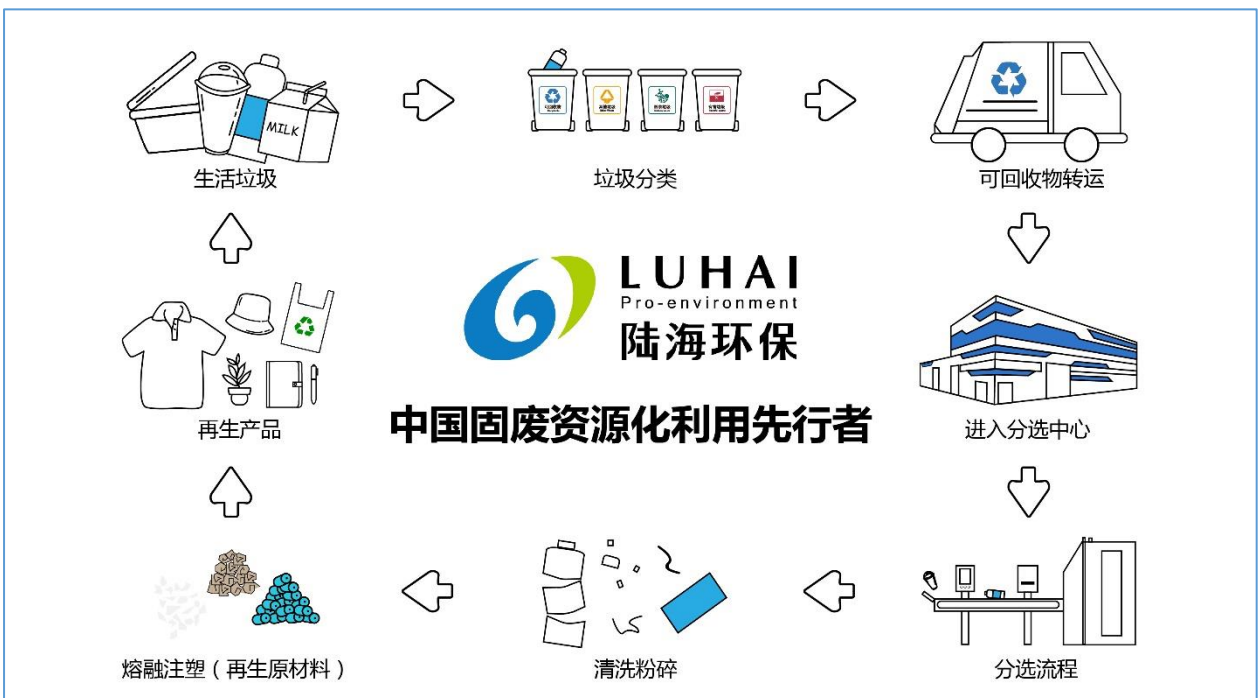 MILK
生活垃圾
垃圾分类
可回收物转运
LUHAI
Pro-environment
陆海环保
中国固废资源化利用先行者
再生产品
进入分选中心
熔融注塑（再生原材料）
清洗粉碎
分选流程